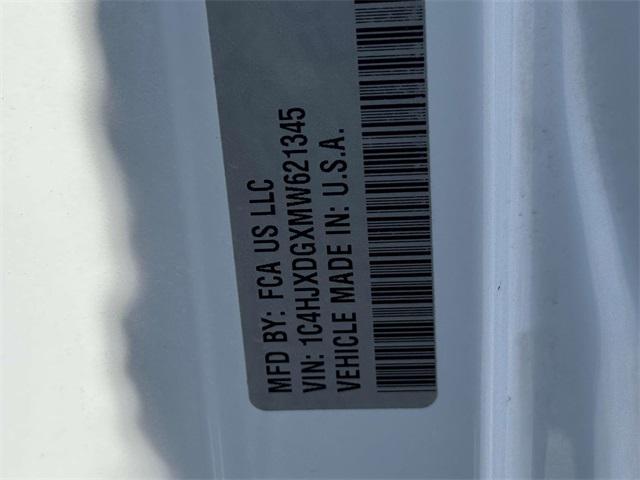 MFD BY: FCA US LLC
VIN: 1C4HJXDGXMW621345
VEHICLE MADE IN: U.S.A.